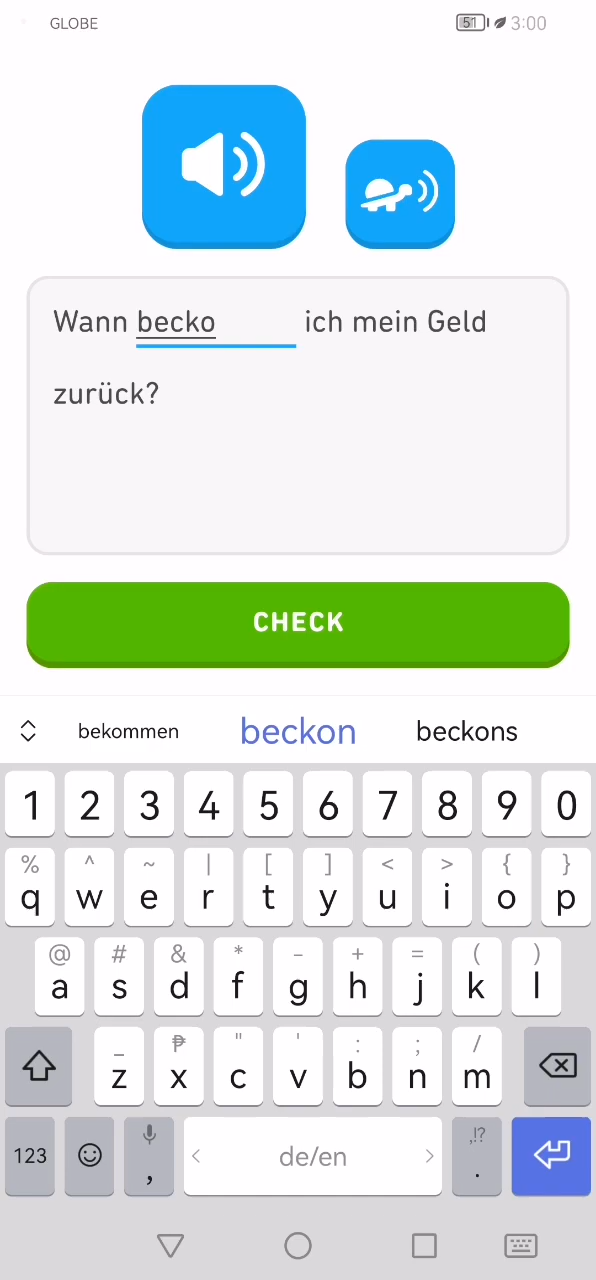 GLOBE 51 3:00
Wann becko ich mein Geld
zurück?
CHECK
bekommen beckon beckons
1 2 3 4 5 6 7 8 9 0
% ^ ~ | [ ] < > { }
q w e r t y u i o p
@ # & * - + = ( )
a s d f g h j k l
_ ₱ " ' : ; /
z x c v b n m
123 , < de/en > ,!? .